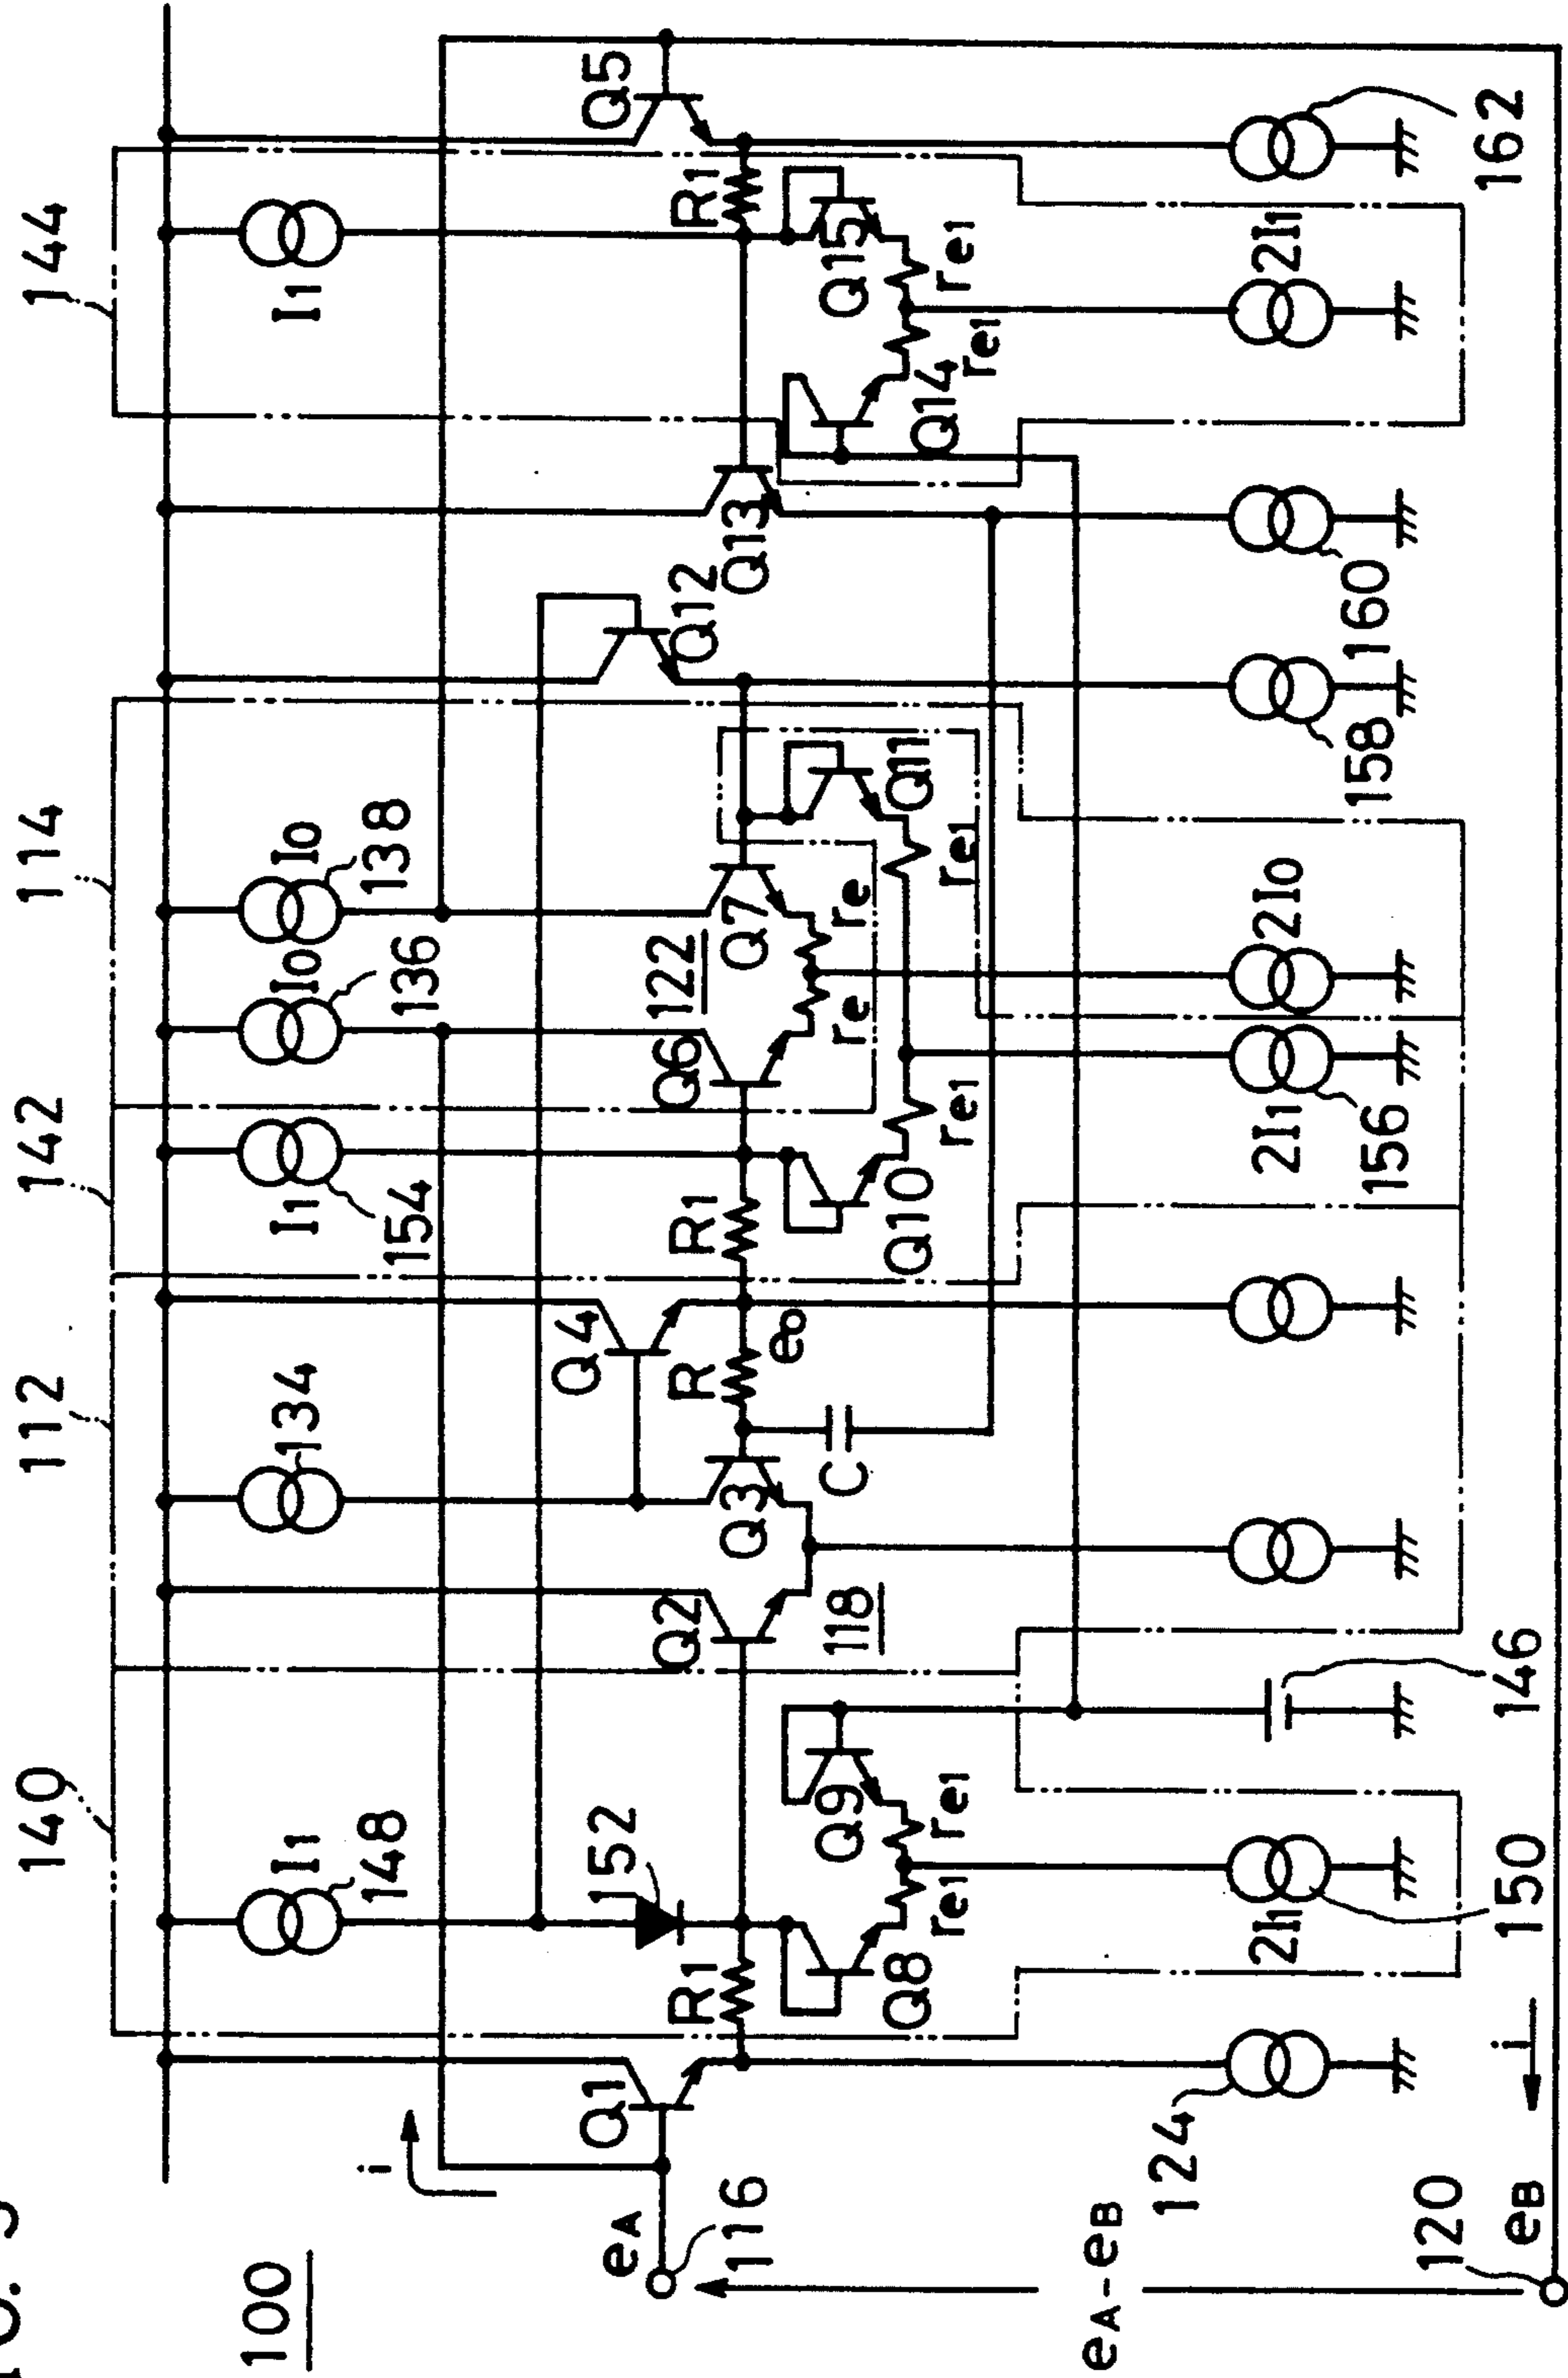 FIG. 5
100
140
112
142
114
144
I1
148
134
I1
154
I0
136
I0
138
I1
i
eA
116
Q1
R1
152
Q2
118
Q3
Q4
R
eo
C
R1
Q6
122
Q7
Q12
Q13
R1
Q5
Q8
re1
re1
Q9
Q10
re1
re
re
re1
Q11
Q14
re1
re1
Q15
124
2I1
150
146
2I1
156
2I0
158
160
2I1
162
eA-eB
120
eB
i